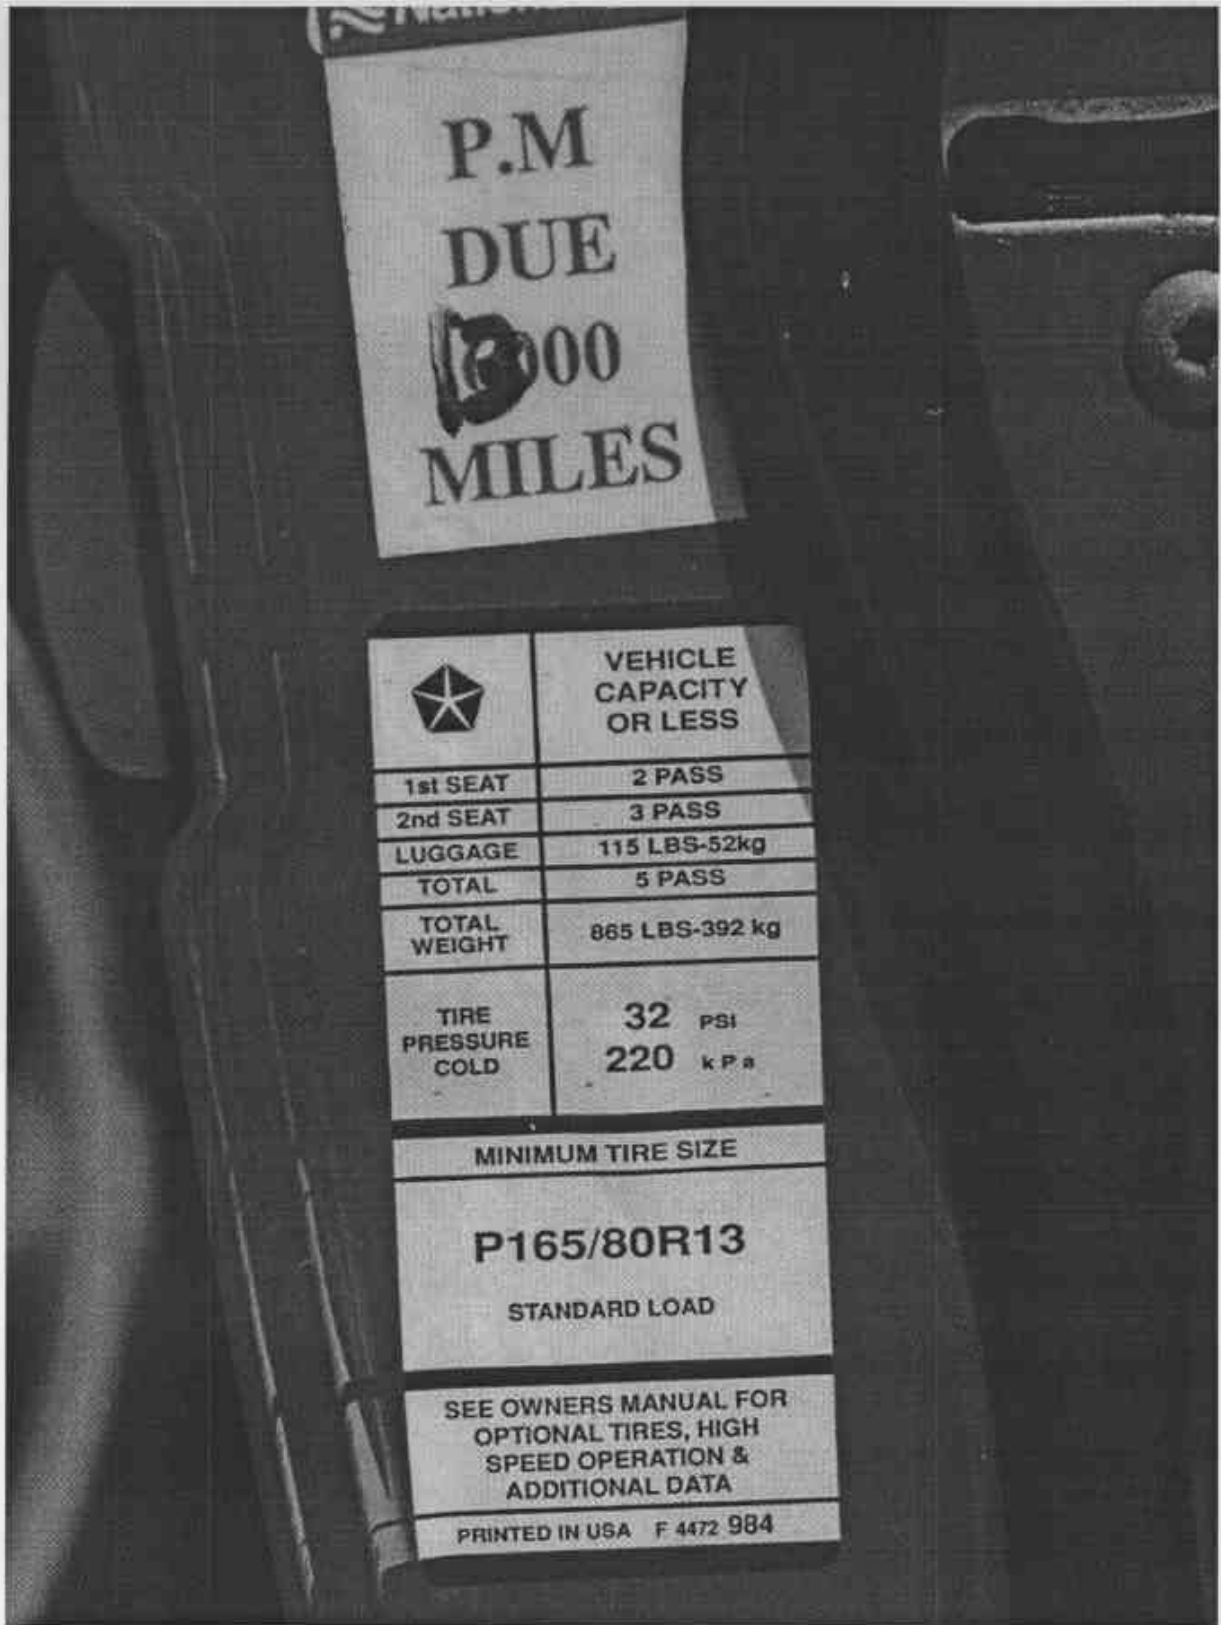 P.M
DUE
000
MILES
VEHICLE
CAPACITY
OR LESS
1st SEAT 2 PASS
2nd SEAT 3 PASS
LUGGAGE 115 LBS-52kg
TOTAL 5 PASS
TOTAL
WEIGHT 865 LBS-392 kg
TIRE
PRESSURE
COLD
32 PSI
220 kPa
MINIMUM TIRE SIZE
P165/80R13
STANDARD LOAD
SEE OWNERS MANUAL FOR
OPTIONAL TIRES, HIGH
SPEED OPERATION &
ADDITIONAL DATA
PRINTED IN USA F 4472 984